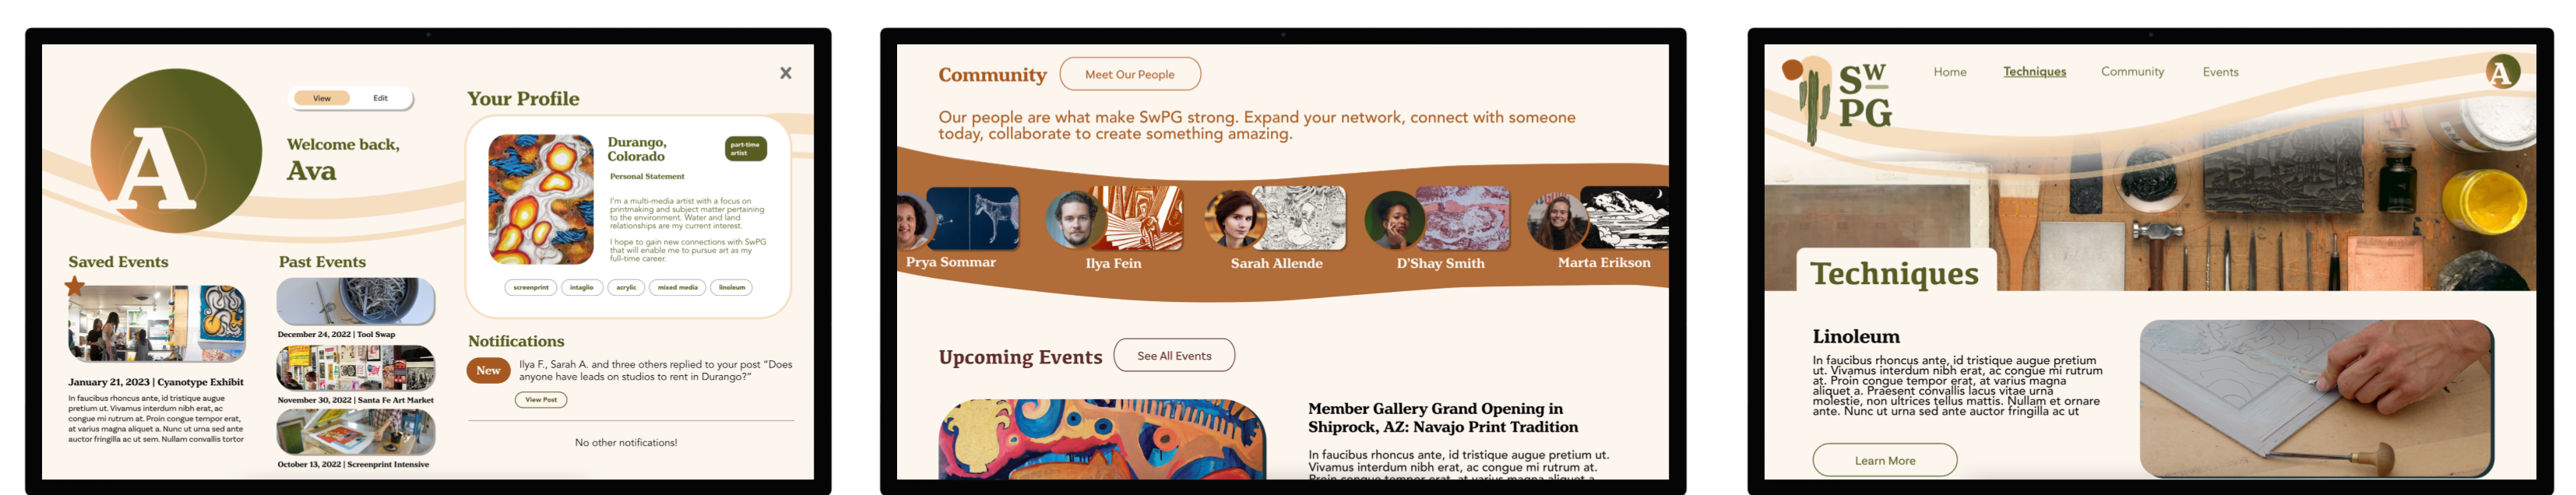 A
View
Edit
Welcome back,
Ava
Saved Events
January 21, 2023 | Cyanotype Exhibit
In faucibus rhoncus ante, id tristique augue
pretium ut. Vivamus interdum nibh erat, ac
congue mi rutrum at. Proin congue tempor erat,
at varius magna aliquet a. Nunc ut urna sed ante
auctor fringilla ac ut sem. Nullam convallis tortor
Past Events
December 24, 2022 | Tool Swap
November 30, 2022 | Santa Fe Art Market
October 13, 2022 | Screenprint Intensive
Your Profile
Durango,
Colorado
part-time
artist
Personal Statement
I'm a multi-media artist with a focus on
printmaking and subject matter pertaining
to the environment. Water and land
relationships are my current interest.
I hope to gain new connections with SwPG
that will enable me to pursue art as my
full-time career.
screenprint
intaglio
acrylic
mixed media
linoleum
Notifications
New
Ilya F., Sarah A. and three others replied to your post "Does
anyone have leads on studios to rent in Durango?"
View Post
No other notifications!
Community
Meet Our People
Our people are what make SwPG strong. Expand your network, connect with someone
today, collaborate to create something amazing.
Prya Sommar
Ilya Fein
Sarah Allende
D'Shay Smith
Marta Erikson
Upcoming Events
See All Events
Member Gallery Grand Opening in
Shiprock, AZ: Navajo Print Tradition
In faucibus rhoncus ante, id tristique augue pretium ut.
Vivamus interdum nibh erat, ac congue mi rutrum at.
Proin congue tempor erat, at varius magna aliquet a
SW
PG
Home
Techniques
Community
Events
A
Techniques
Linoleum
In faucibus rhoncus ante, id tristique augue pretium
ut. Vivamus interdum nibh erat, ac congue mi rutrum
at. Proin congue tempor erat, at varius magna
aliquet a. Praesent convallis lacus vitae urna
molestie, non ultrices tellus mattis. Nullam et ornare
ante. Nunc ut urna sed ante auctor fringilla ac ut
Learn More